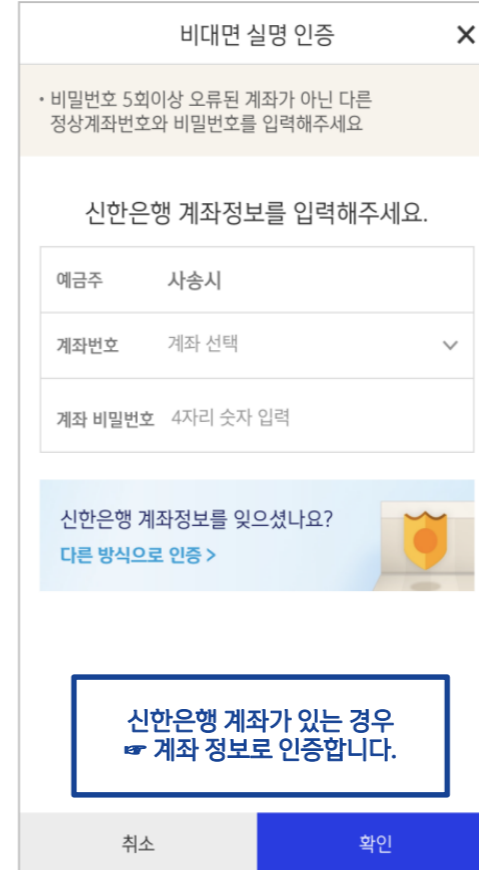 비대면 실명 인증
• 비밀번호 5회이상 오류된 계좌가 아닌 다른
정상계좌번호와 비밀번호를 입력해주세요
신한은행 계좌정보를 입력해주세요.
예금주 사송시
계좌번호 계좌 선택
계좌 비밀번호 4자리 숫자 입력
신한은행 계좌정보를 잊으셨나요?
다른 방식으로 인증 >
신한은행 계좌가 있는 경우
☞ 계좌 정보로 인증합니다.
취소 확인